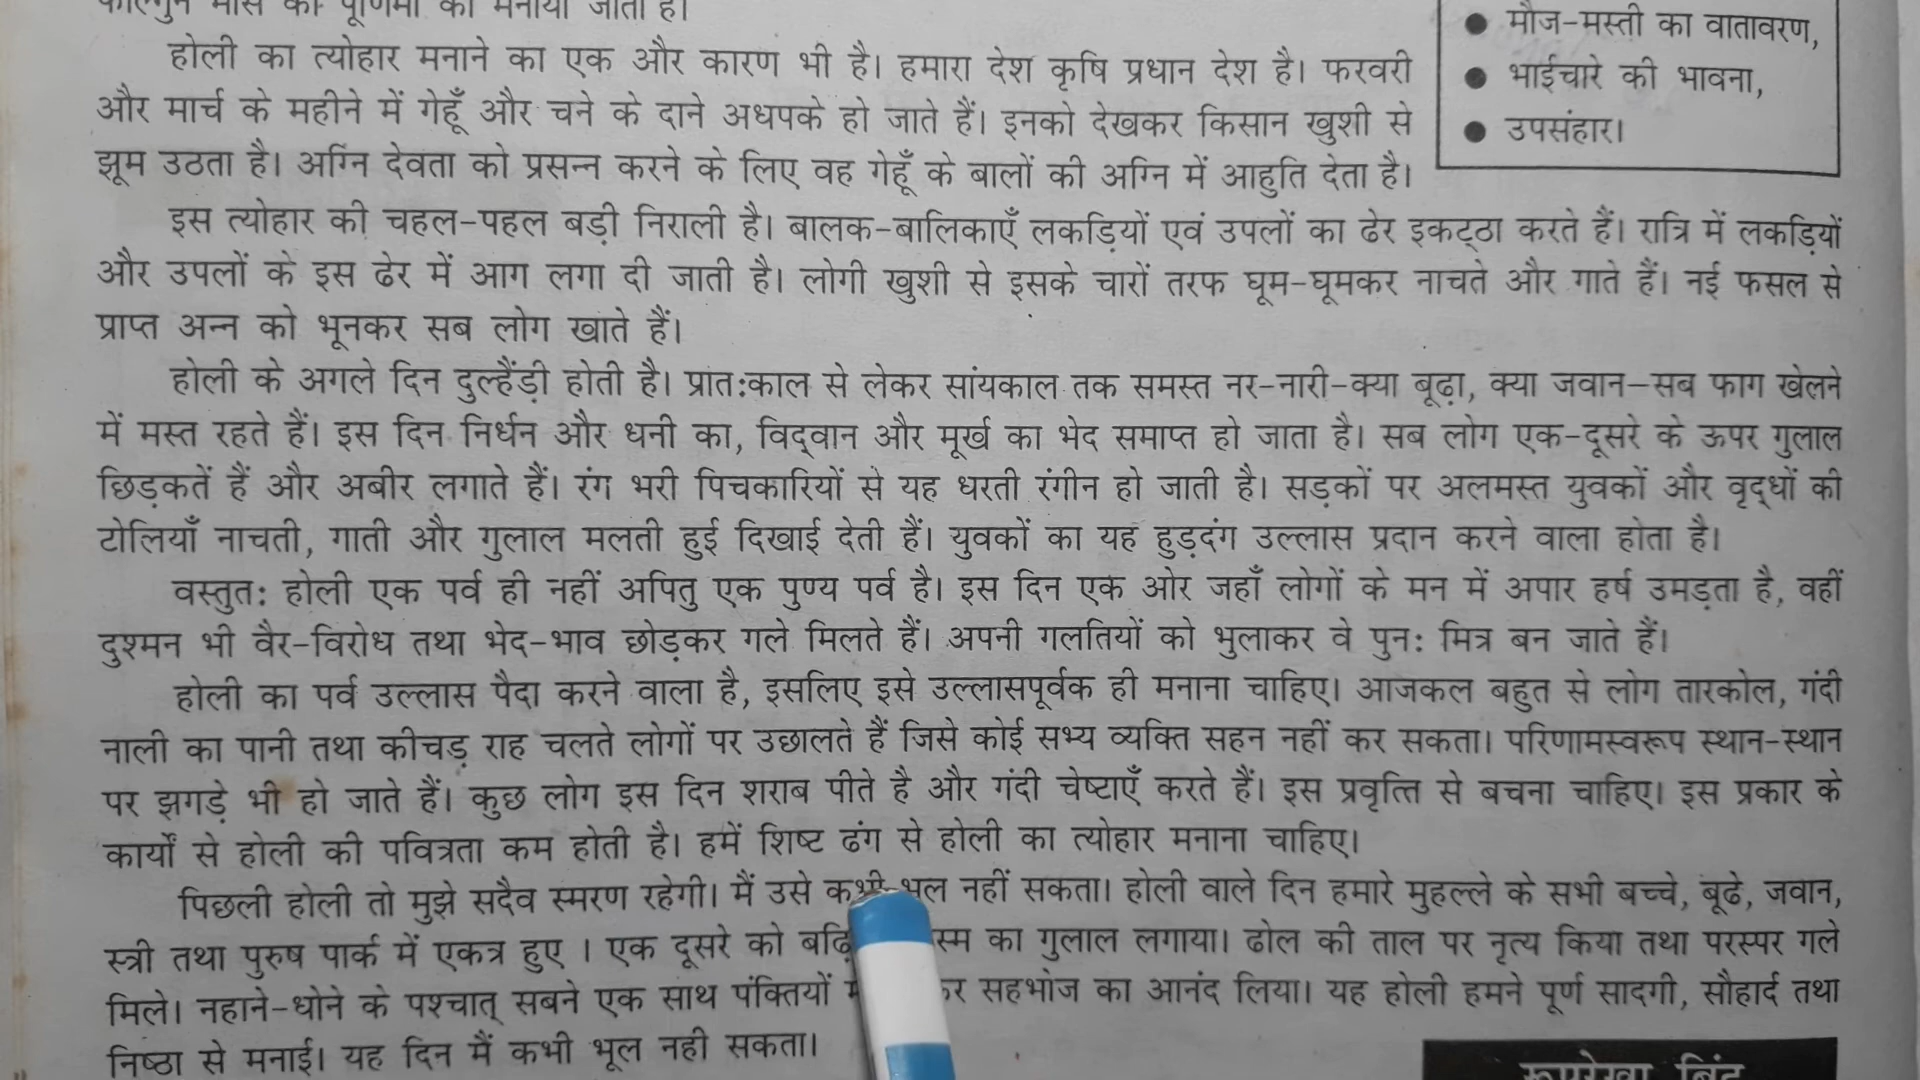 फाल्गुन मास की पूर्णिमा को मनाया जाता है।
होली का त्योहार मनाने का एक और कारण भी है। हमारा देश कृषि प्रधान देश है। फरवरी
और मार्च के महीने में गेहूँ और चने के दाने अधपके हो जाते हैं। इनको देखकर किसान खुशी से
झूम उठता है। अग्नि देवता को प्रसन्न करने के लिए वह गेहूँ के बालों की अग्नि में आहुति देता है।
● मौज-मस्ती का वातावरण,
● भाईचारे की भावना,
● उपसंहार।
इस त्योहार की चहल-पहल बड़ी निराली है। बालक-बालिकाएँ लकड़ियों एवं उपलों का ढेर इकट्ठा करते हैं। रात्रि में लकड़ियों
और उपलों के इस ढेर में आग लगा दी जाती है। लोगी खुशी से इसके चारों तरफ घूम-घूमकर नाचते और गाते हैं। नई फसल से
प्राप्त अन्न को भूनकर सब लोग खाते हैं।
होली के अगले दिन दुल्हैंड़ी होती है। प्रात:काल से लेकर सांयकाल तक समस्त नर-नारी-क्या बूढ़ा, क्या जवान-सब फाग खेलने
में मस्त रहते हैं। इस दिन निर्धन और धनी का, विद्‌वान और मूर्ख का भेद समाप्त हो जाता है। सब लोग एक-दूसरे के ऊपर गुलाल
छिड़कतें हैं और अबीर लगाते हैं। रंग भरी पिचकारियों से यह धरती रंगीन हो जाती है। सड़कों पर अलमस्त युवकों और वृद्‌धों की
टोलियाँ नाचती, गाती और गुलाल मलती हुई दिखाई देती हैं। युवकों का यह हुड़दंग उल्लास प्रदान करने वाला होता है।
वस्तुत: होली एक पर्व ही नहीं अपितु एक पुण्य पर्व है। इस दिन एक ओर जहाँ लोगों के मन में अपार हर्ष उमड़ता है, वहीं
दुश्मन भी वैर-विरोध तथा भेद-भाव छोड़कर गले मिलते हैं। अपनी गलतियों को भुलाकर वे पुन: मित्र बन जाते हैं।
होली का पर्व उल्लास पैदा करने वाला है, इसलिए इसे उल्लासपूर्वक ही मनाना चाहिए। आजकल बहुत से लोग तारकोल, गंदी
नाली का पानी तथा कीचड़ राह चलते लोगों पर उछालते हैं जिसे कोई सभ्य व्यक्ति सहन नहीं कर सकता। परिणामस्वरूप स्थान-स्थान
पर झगड़े भी हो जाते हैं। कुछ लोग इस दिन शराब पीते है और गंदी चेष्टाएँ करते हैं। इस प्रवृत्ति से बचना चाहिए। इस प्रकार के
कार्यों से होली की पवित्रता कम होती है। हमें शिष्ट ढंग से होली का त्योहार मनाना चाहिए।
पिछली होली तो मुझे सदैव स्मरण रहेगी। मैं उसे कभी भूल नहीं सकता। होली वाले दिन हमारे मुहल्ले के सभी बच्चे, बूढे, जवान,
स्त्री तथा पुरुष पार्क में एकत्र हुए । एक दूसरे को का गुलाल लगाया। ढोल की ताल पर नृत्य किया तथा परस्पर गले
मिले। नहाने-धोने के पश्चात् सबने एक साथ पंक्तियों सहभोज का आनंद लिया। यह होली हमने पूर्ण सादगी, सौहार्द तथा
निष्ठा से मनाई। यह दिन मैं कभी भूल नही सकता।
रूपरेखा बिंदु